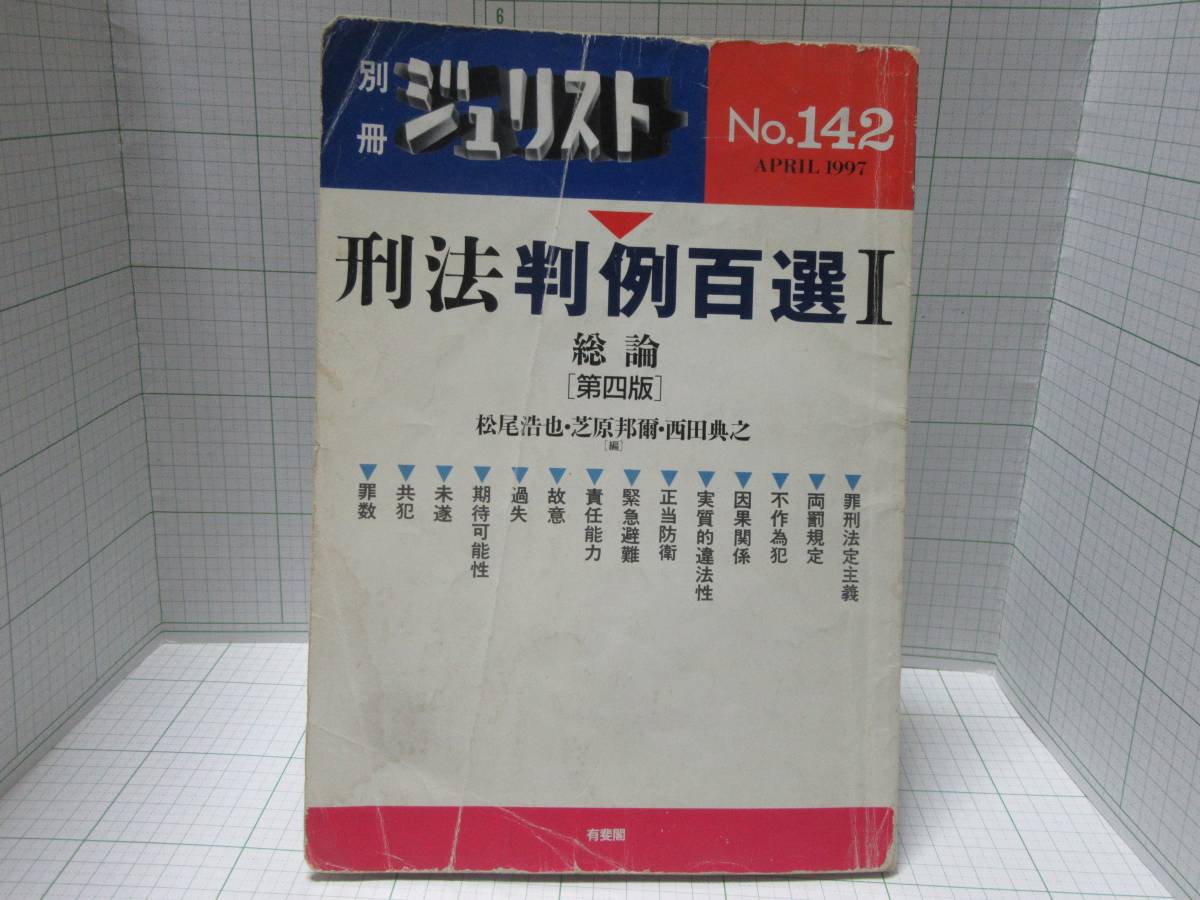 6
別冊
ジュリスト
No.142
APRIL 1997
刑法判例百選I
総論
[第四版]
松尾浩也・芝原邦爾・西田典之
[編]
▼罪刑法定主義
▼両罰規定
▼不作為犯
▼因果関係
▼実質的違法性
▼正当防衛
▼緊急避難
▼責任能力
▼故意
▼過失
▼期待可能性
▼未遂
▼共犯
▼罪数
有斐閣